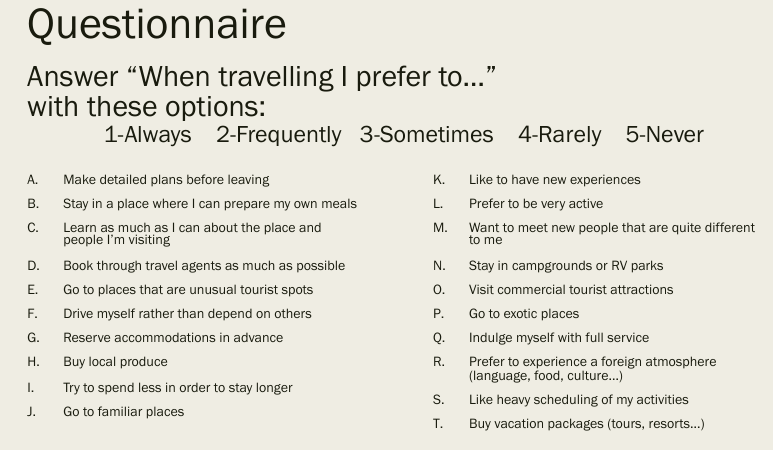 Questionnaire
Answer “When travelling I prefer to...”
with these options:
1-Always 2-Frequently 3-Sometimes 4-Rarely 5-Never
A. Make detailed plans before leaving
B. Stay in a place where I can prepare my own meals
C. Learn as much as I can about the place and
people I'm visiting
D. Book through travel agents as much as possible
E. Go to places that are unusual tourist spots
F. Drive myself rather than depend on others
G. Reserve accommodations in advance
H. Buy local produce
I. Try to spend less in order to stay longer
J. Go to familiar places
K. Like to have new experiences
L. Prefer to be very active
M. Want to meet new people that are quite different
to me
N. Stay in campgrounds or RV parks
O. Visit commercial tourist attractions
P. Go to exotic places
Q. Indulge myself with full service
R. Prefer to experience a foreign atmosphere
(language, food, culture...)
S. Like heavy scheduling of my activities
T. Buy vacation packages (tours, resorts...)